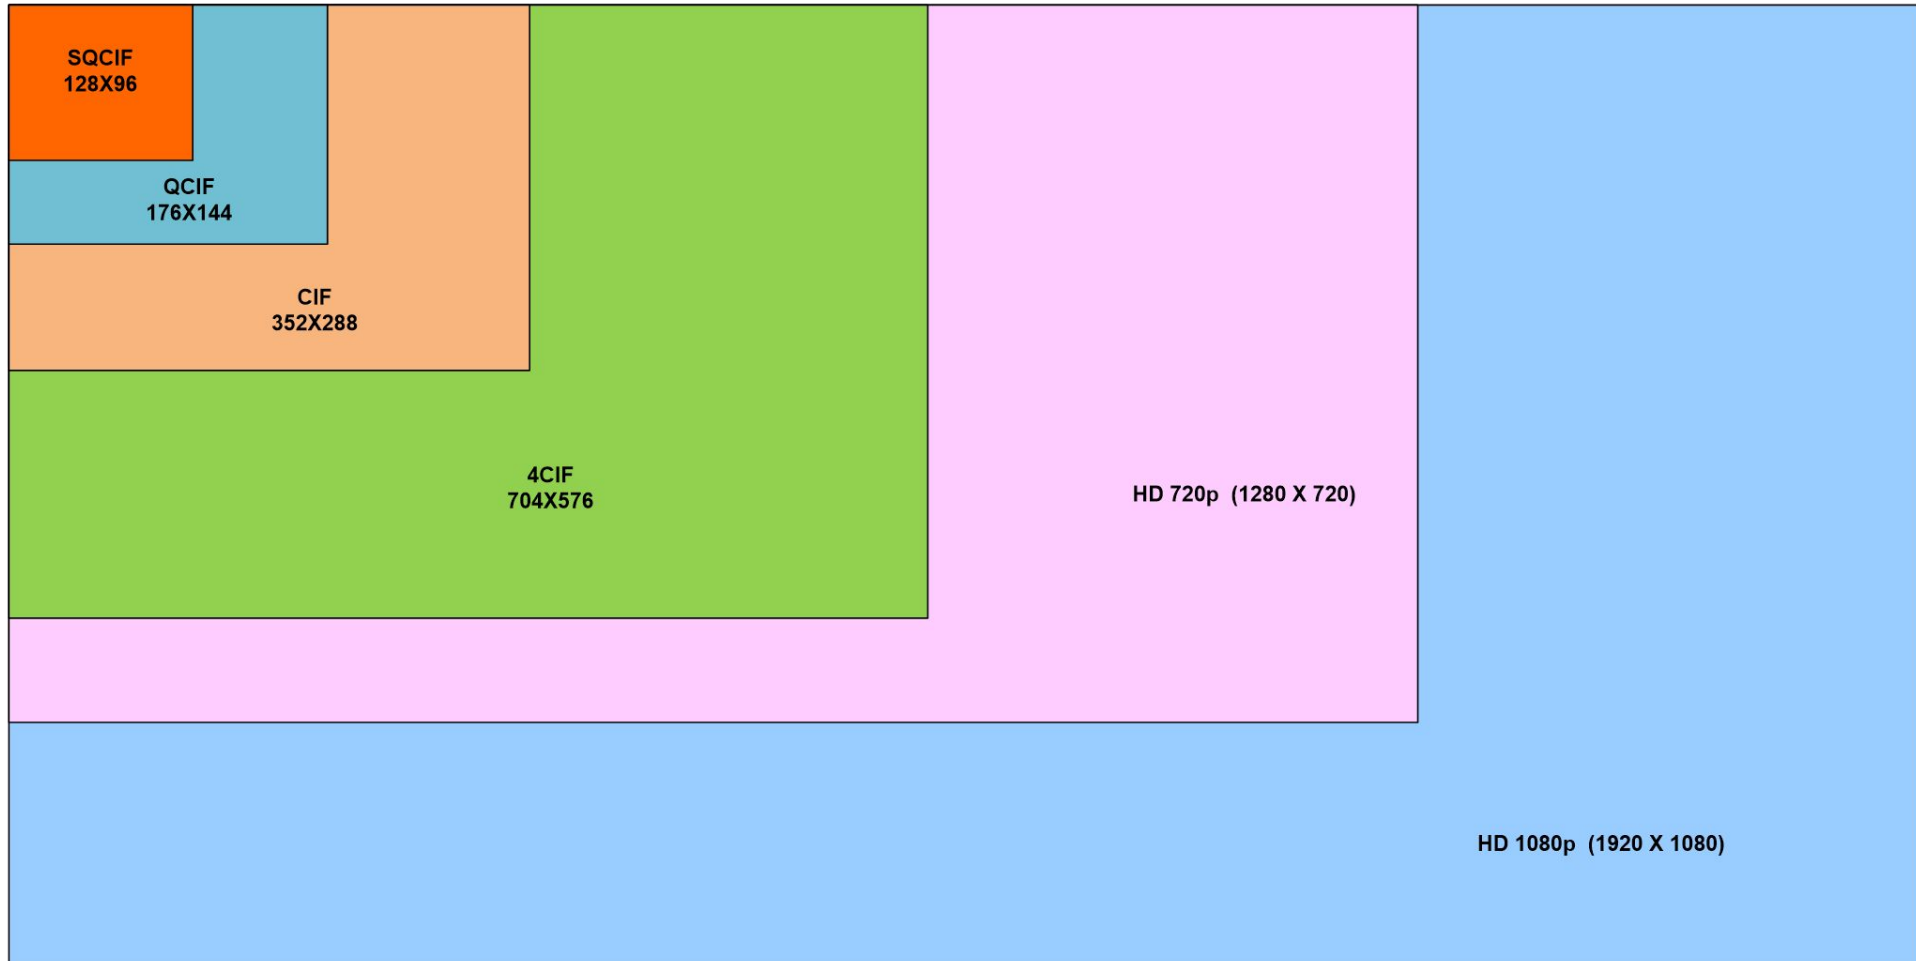 SQCIF
128X96
QCIF
176X144
CIF
352X288
4CIF
704X576
HD 720p  (1280 X 720)
HD 1080p  (1920 X 1080)